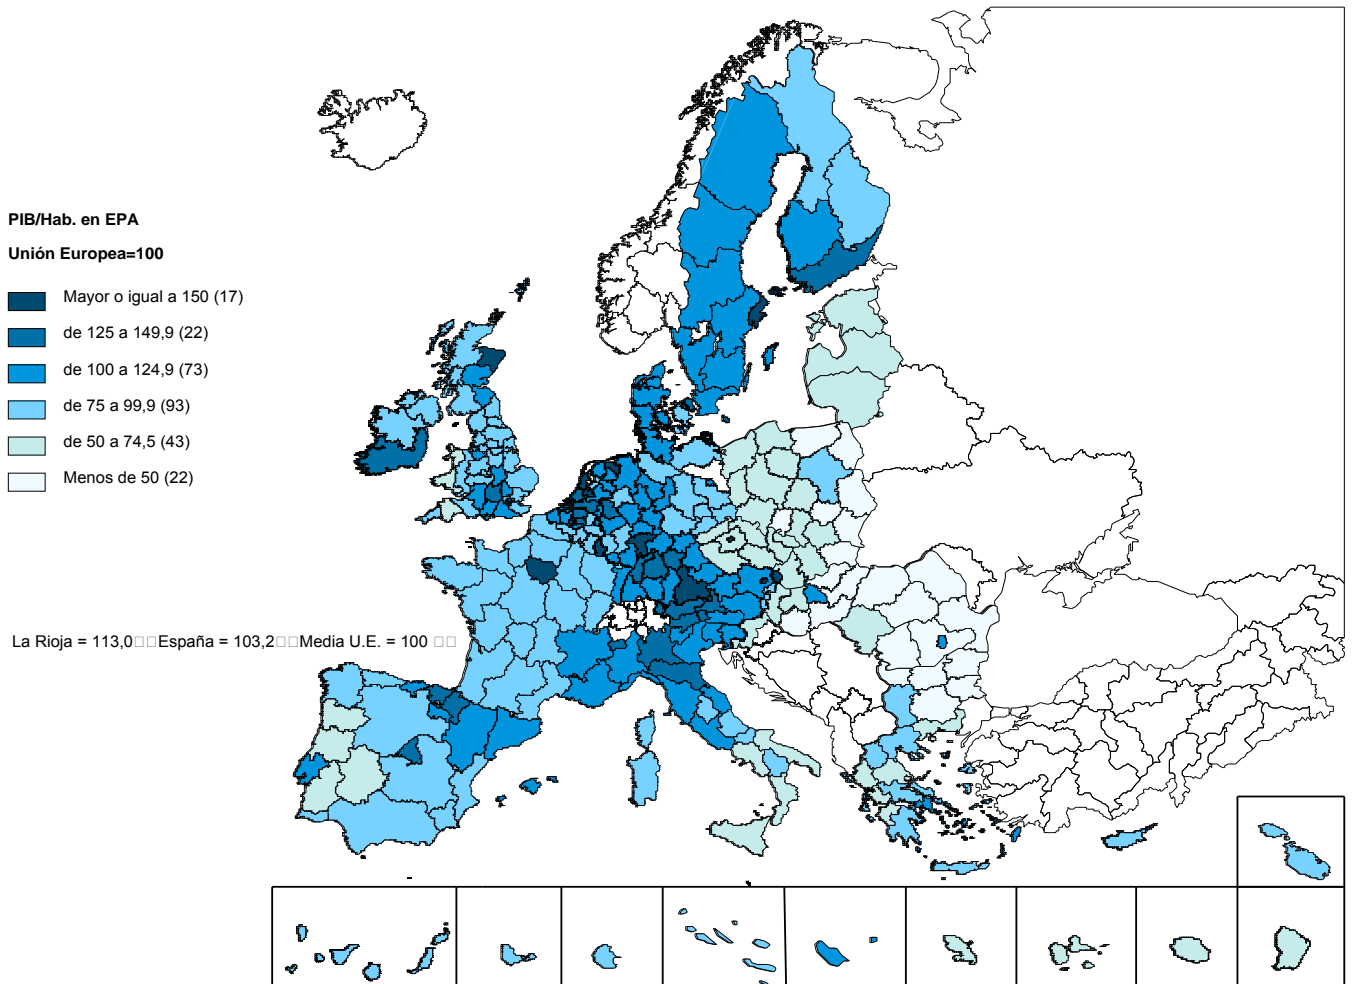 PIB/Hab. en EPA
Unión Europea=100
Mayor o igual a 150 (17)
de 125 a 149,9 (22)
de 100 a 124,9 (73)
de 75 a 99,9 (93)
de 50 a 74,5 (43)
Menos de 50 (22)
La Rioja = 113,0□□España = 103,2□□Media U.E. = 100 □□